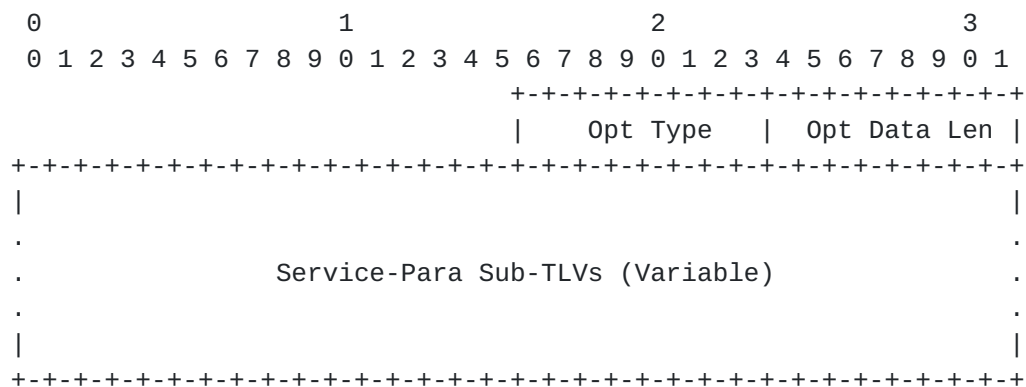 0                   1                   2                   3
 0 1 2 3 4 5 6 7 8 9 0 1 2 3 4 5 6 7 8 9 0 1 2 3 4 5 6 7 8 9 0 1
                                +-+-+-+-+-+-+-+-+-+-+-+-+-+-+-+-+
                                |    Opt Type   |  Opt Data Len |
+-+-+-+-+-+-+-+-+-+-+-+-+-+-+-+-+-+-+-+-+-+-+-+-+-+-+-+-+-+-+-+-+
|                                                               |
.                                                               .
.                Service-Para Sub-TLVs (Variable)               .
.                                                               .
|                                                               |
+-+-+-+-+-+-+-+-+-+-+-+-+-+-+-+-+-+-+-+-+-+-+-+-+-+-+-+-+-+-+-+-+